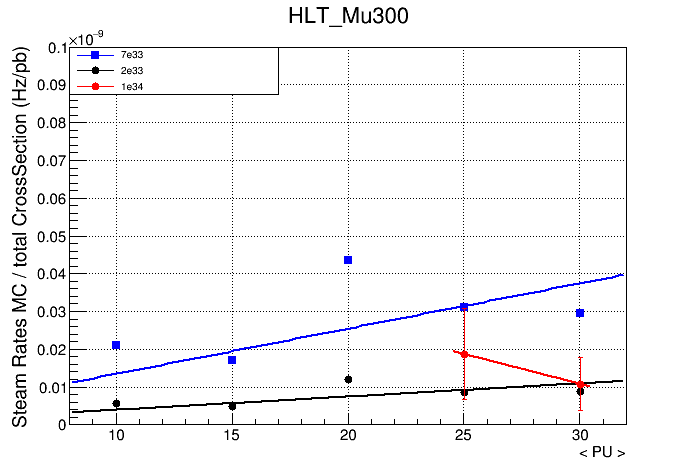 HLT_Mu300
×10⁻⁹
Steam Rates MC / total CrossSection (Hz/pb)
0.1
0.09
0.08
0.07
0.06
0.05
0.04
0.03
0.02
0.01
0
7e33
2e33
1e34
10 15 20 25 30
< PU >